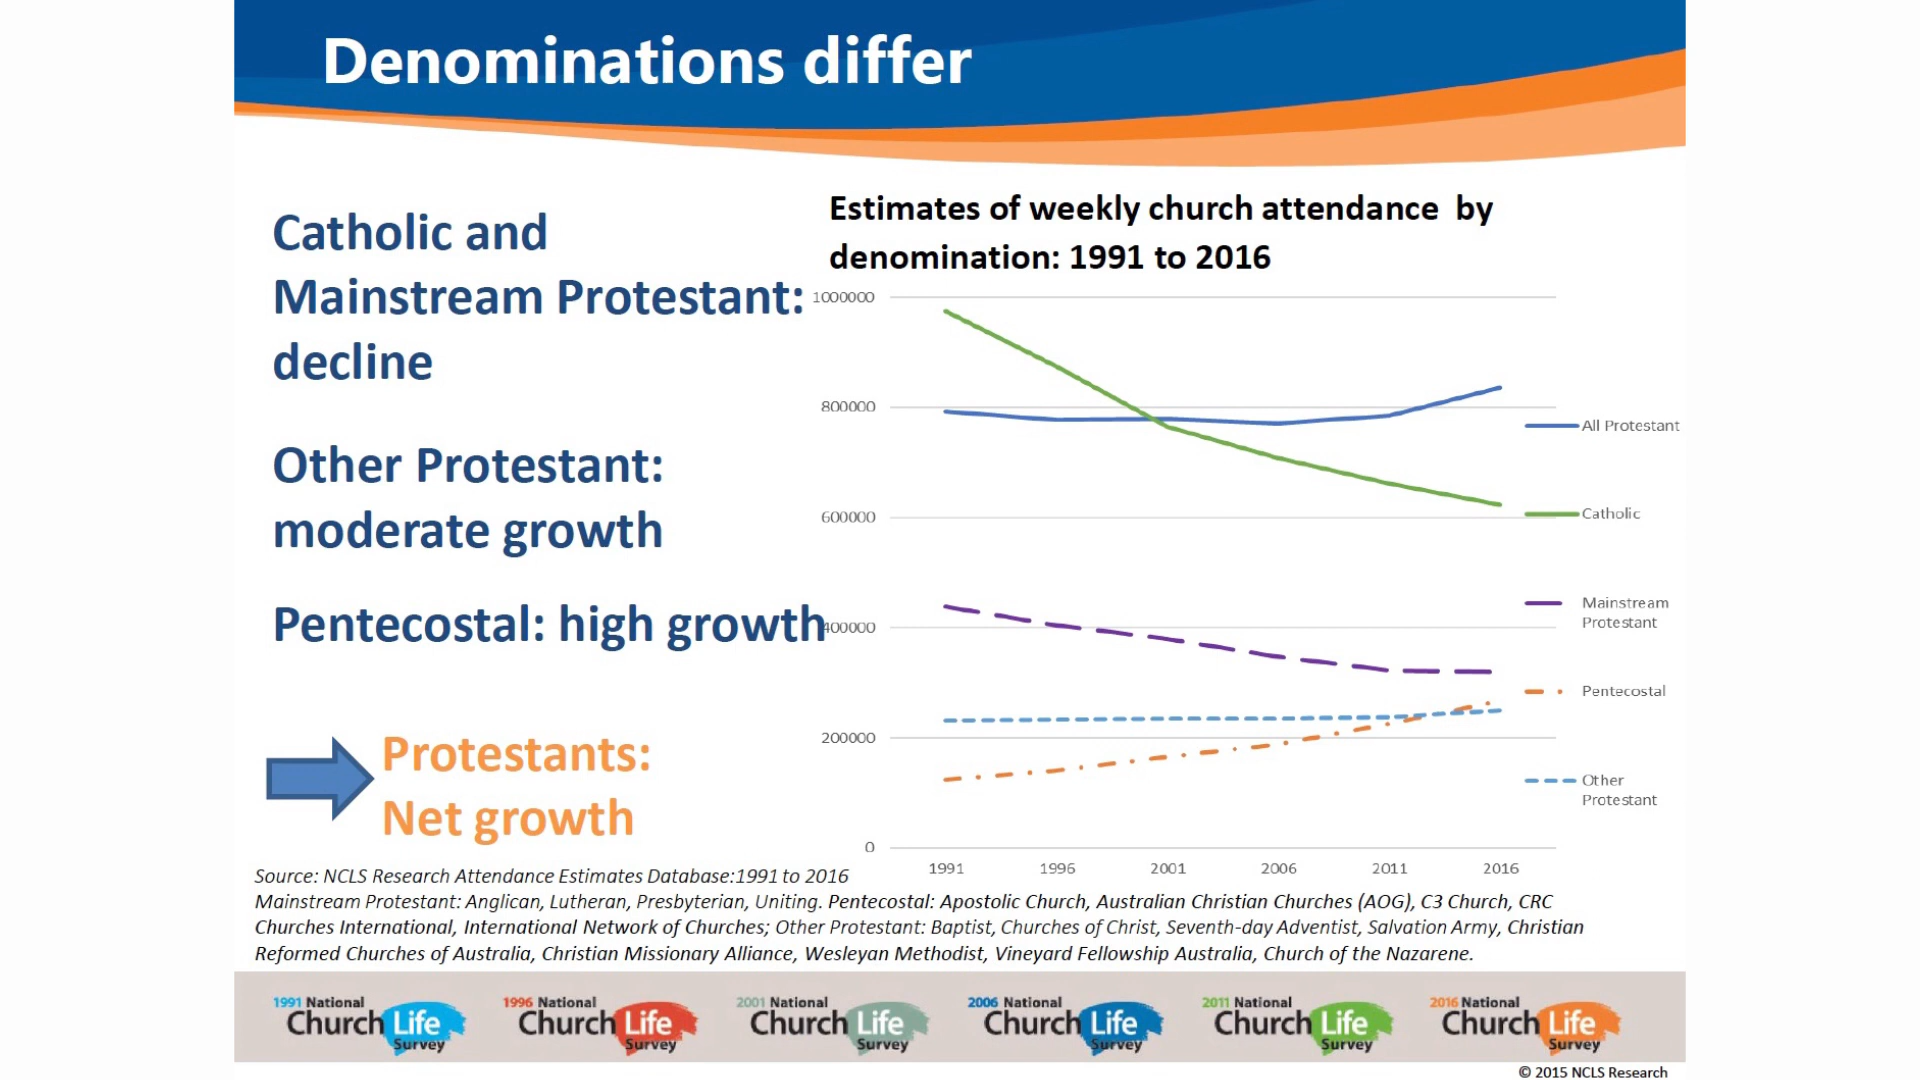 Denominations differ
Catholic and
Mainstream Protestant:
decline
Other Protestant:
moderate growth
Pentecostal: high growth
Protestants:
Net growth
Estimates of weekly church attendance by
denomination: 1991 to 2016
1000000
800000
600000
400000
200000
0
1991 1996 2001 2006 2011 2016
All Protestant
Catholic
Mainstream
Protestant
Pentecostal
Other
Protestant
Source: NCLS Research Attendance Estimates Database:1991 to 2016
Mainstream Protestant: Anglican, Lutheran, Presbyterian, Uniting. Pentecostal: Apostolic Church, Australian Christian Churches (AOG), C3 Church, CRC
Churches International, International Network of Churches; Other Protestant: Baptist, Churches of Christ, Seventh-day Adventist, Salvation Army, Christian
Reformed Churches of Australia, Christian Missionary Alliance, Wesleyan Methodist, Vineyard Fellowship Australia, Church of the Nazarene.
1991 National
Church Life
Survey
1996 National
Church Life
Survey
2001 National
Church Life
Survey
2006 National
Church Life
Survey
2011 National
Church Life
Survey
2016 National
Church Life
Survey
© 2015 NCLS Research